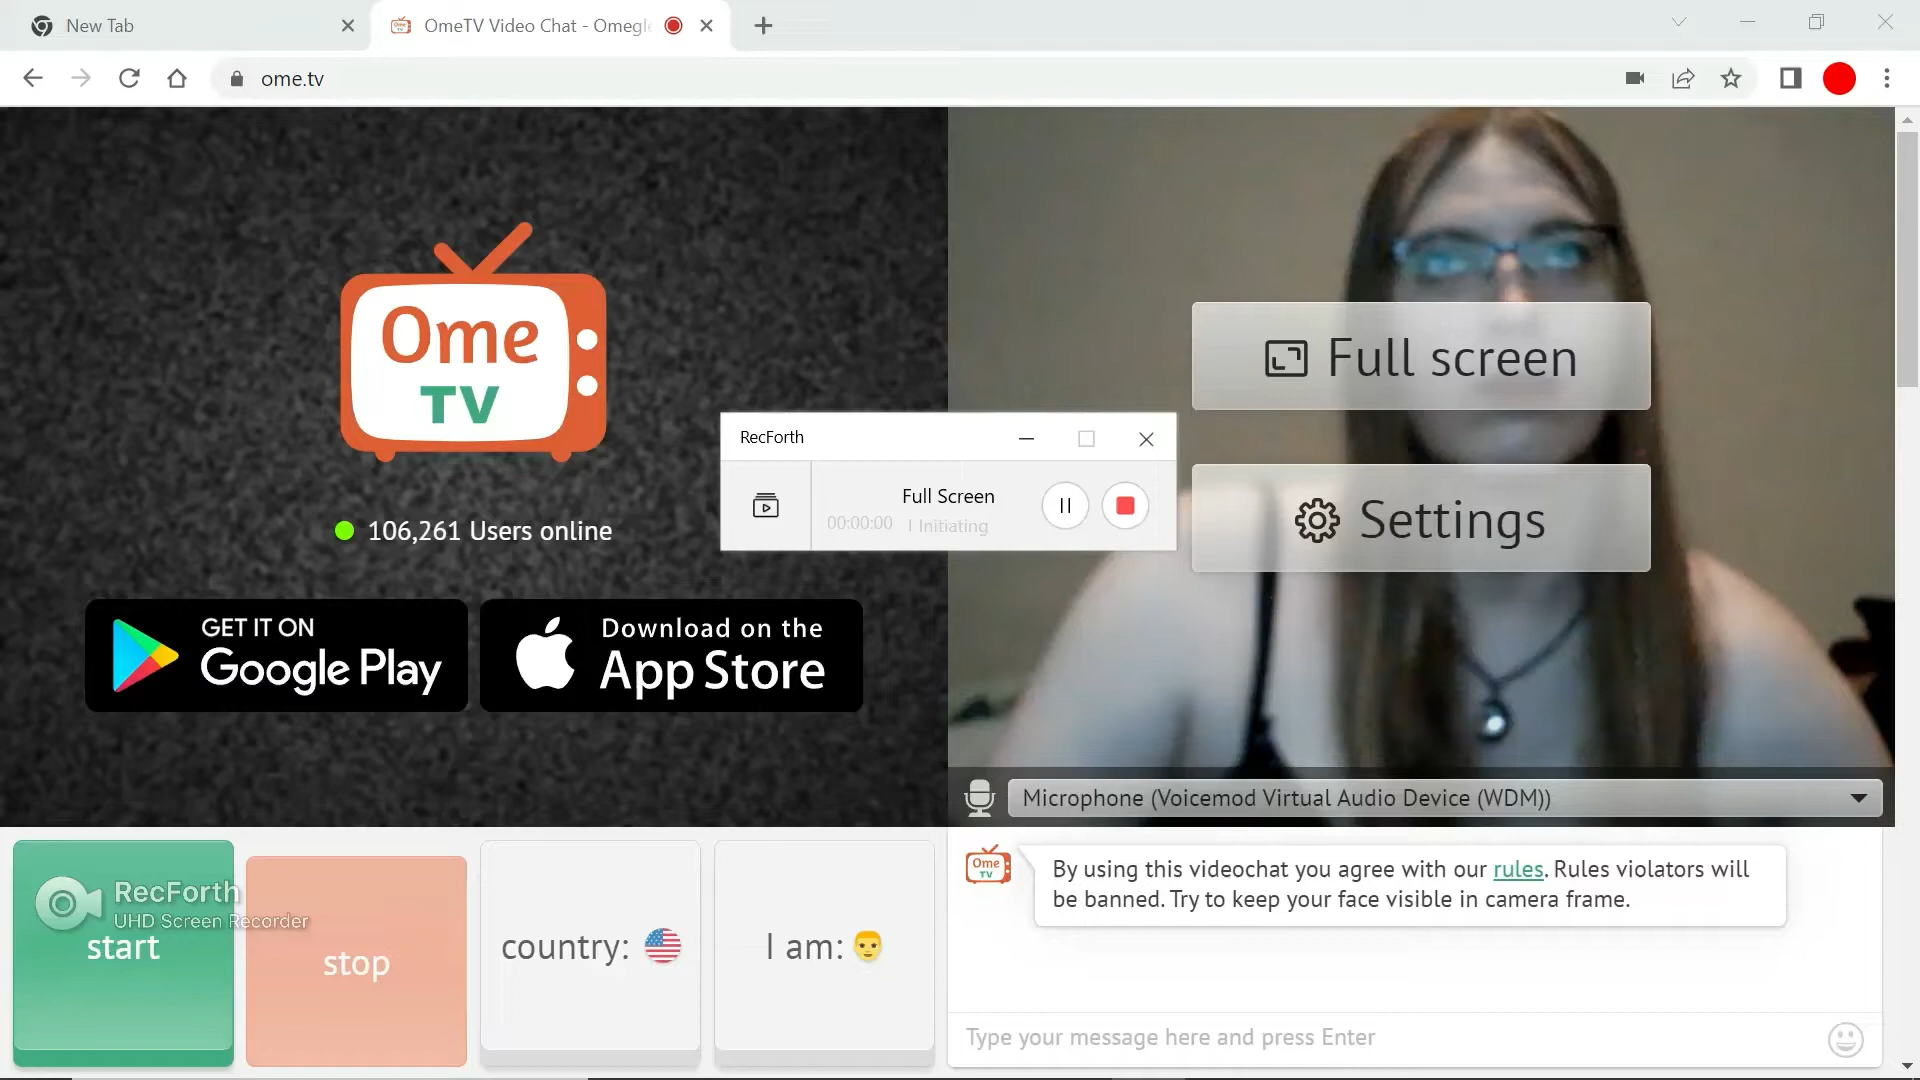 New Tab
OmeTV Video Chat - Omegle
ome.tv
Ome
TV
106,261 Users online
GET IT ON
Google Play
Download on the
App Store
RecForth
Full Screen
00:00:00 | Initiating
Full screen
Settings
Microphone (Voicemod Virtual Audio Device (WDM))
RecForth
UHD Screen Recorder
start
stop
country:
I am:
Ome
TV
By using this videochat you agree with our rules. Rules violators will
be banned. Try to keep your face visible in camera frame.
Type your message here and press Enter